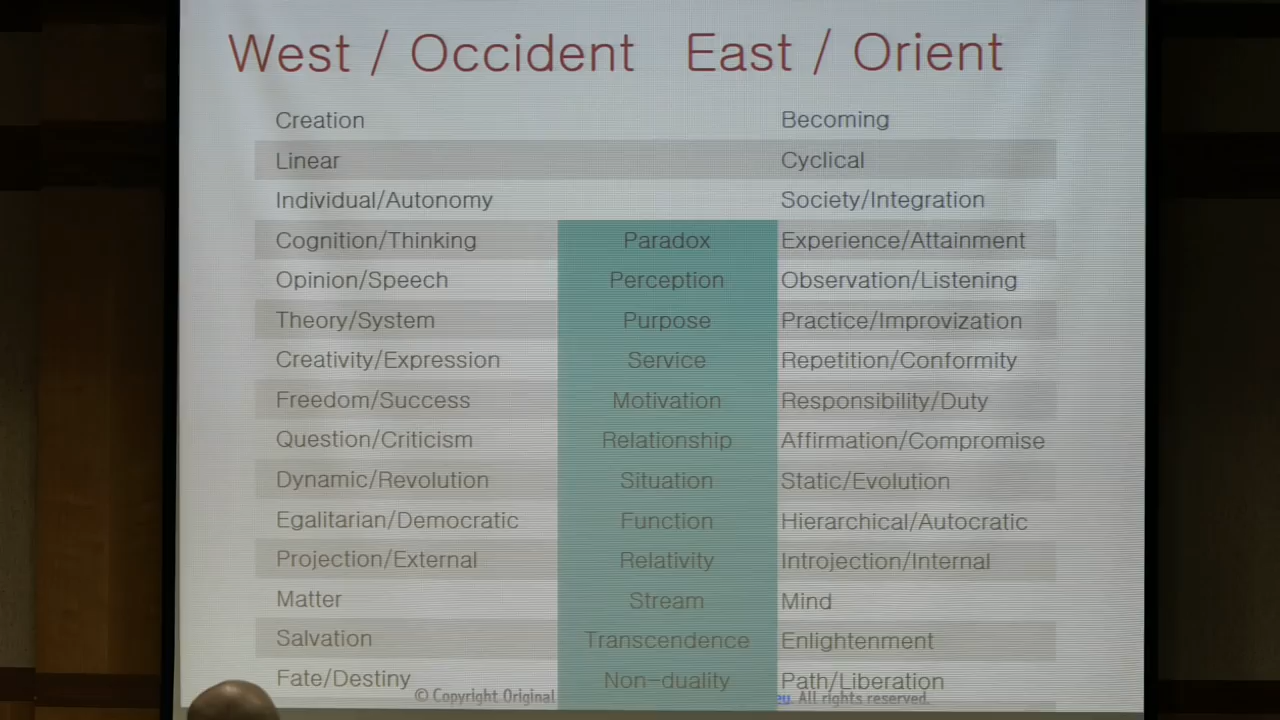 West / Occident East / Orient
Creation Becoming
Linear Cyclical
Individual/Autonomy Society/Integration
Cognition/Thinking Paradox Experience/Attainment
Opinion/Speech Perception Observation/Listening
Theory/System Purpose Practice/Improvization
Creativity/Expression Service Repetition/Conformity
Freedom/Success Motivation Responsibility/Duty
Question/Criticism Relationship Affirmation/Compromise
Dynamic/Revolution Situation Static/Evolution
Egalitarian/Democratic Function Hierarchical/Autocratic
Projection/External Relativity Introjection/Internal
Matter Stream Mind
Salvation Transcendence Enlightenment
Fate/Destiny Non-duality Path/Liberation
© Copyright Original eu. All rights reserved.